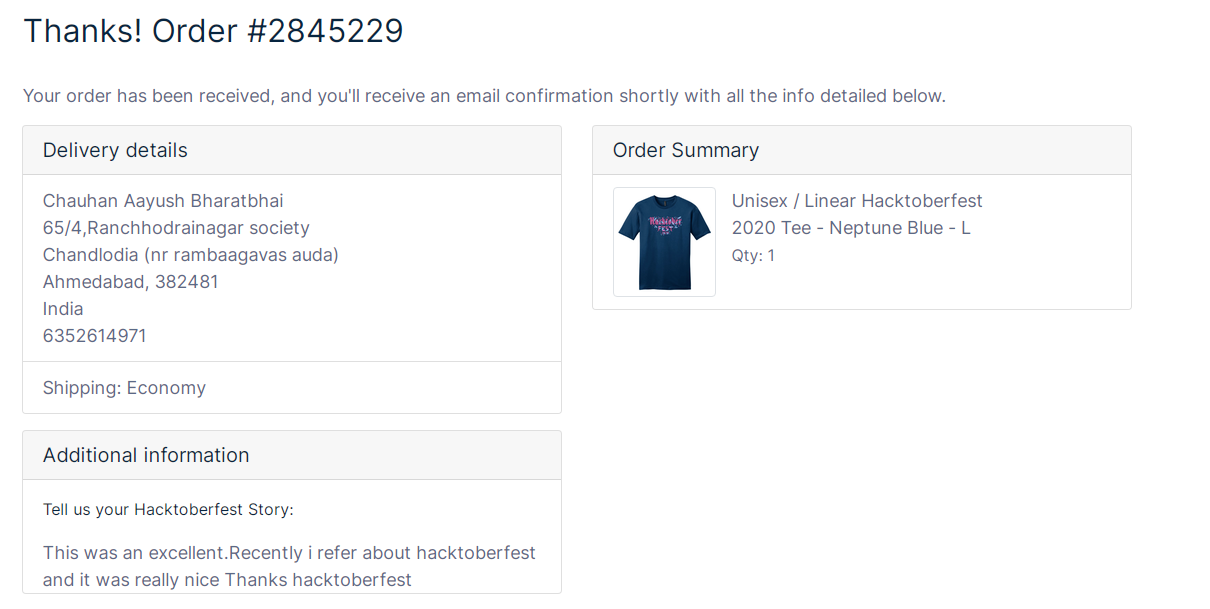 Thanks! Order #2845229
Your order has been received, and you'll receive an email confirmation shortly with all the info detailed below.
Delivery details
Chauhan Aayush Bharatbhai
65/4,Ranchhodrainagar society
Chandlodia (nr rambaagavas auda)
Ahmedabad, 382481
India
6352614971
Shipping: Economy
Additional information
Tell us your Hacktoberfest Story:
This was an excellent.Recently i refer about hacktoberfest
and it was really nice Thanks hacktoberfest
Order Summary
Unisex / Linear Hacktoberfest
2020 Tee - Neptune Blue - L
Qty: 1